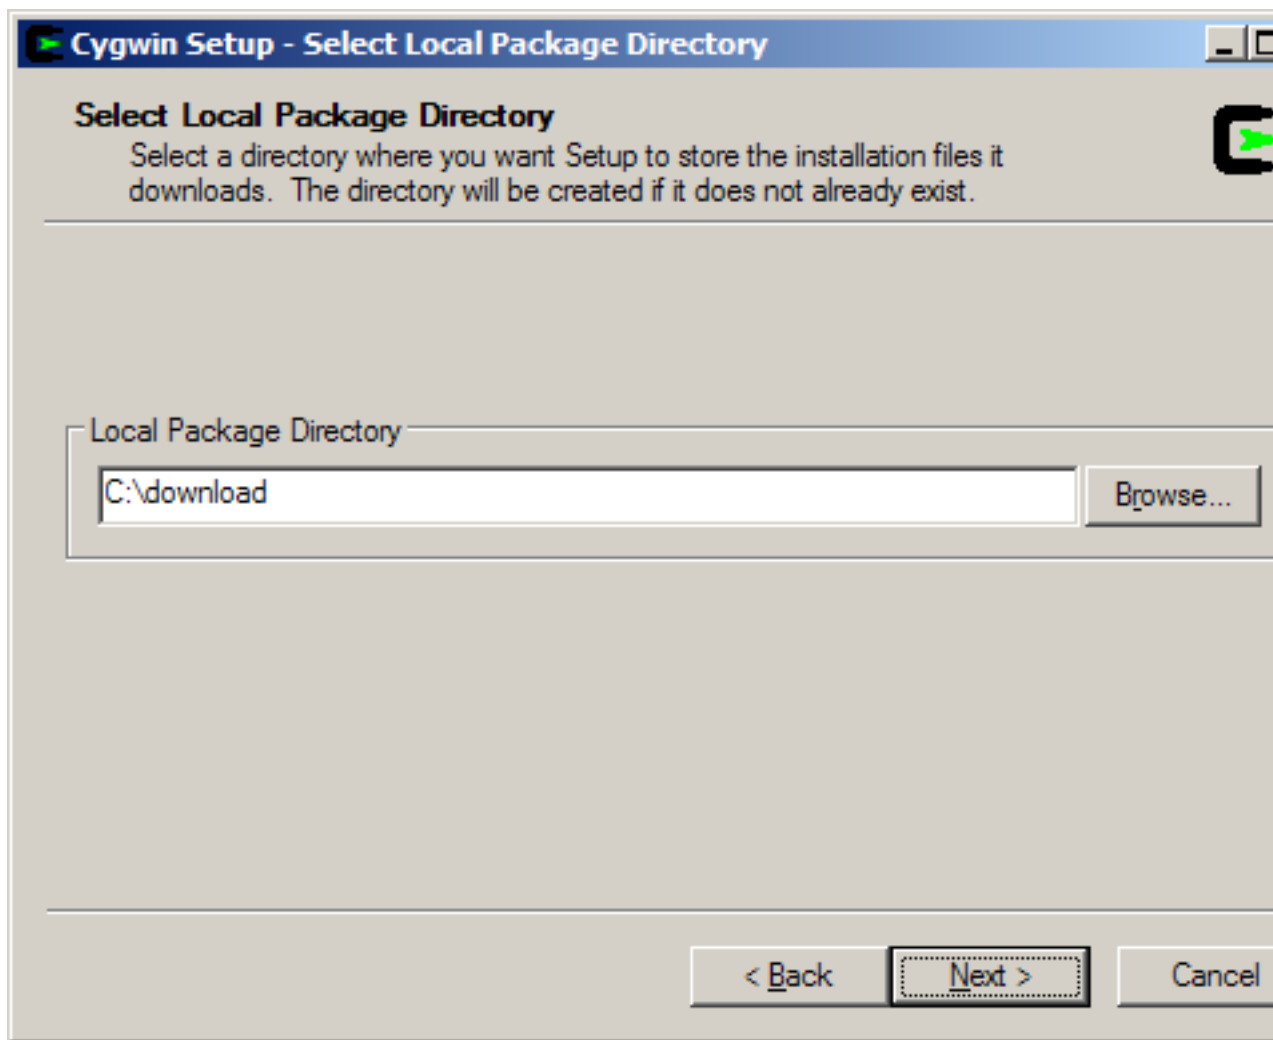 Cygwin Setup - Select Local Package Directory
Select Local Package Directory
Select a directory where you want Setup to store the installation files it
downloads.  The directory will be created if it does not already exist.
Local Package Directory
C:\download
Browse...
< Back
Next >
Cancel